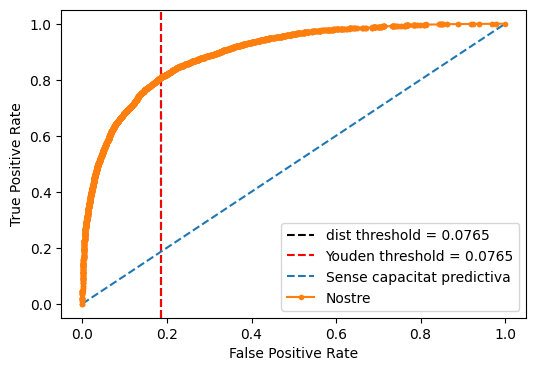 1.0
0.8
0.6
0.4
0.2
0.0
True Positive Rate
dist threshold = 0.0765
Youden threshold = 0.0765
Sense capacitat predictiva
Nostre
0.0 0.2 0.4 0.6 0.8 1.0
False Positive Rate